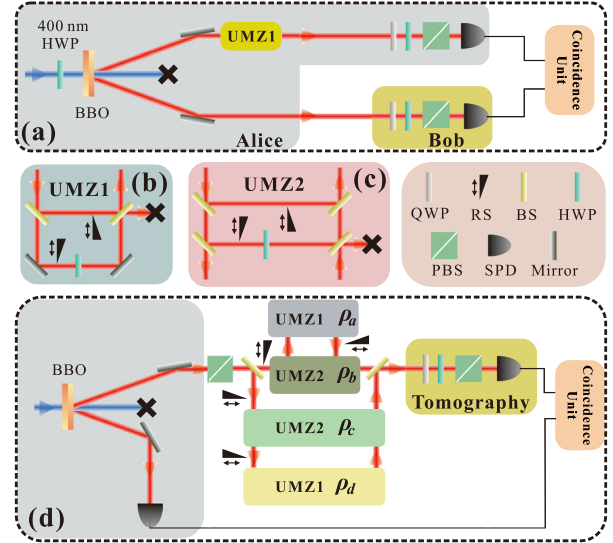 400 nm
HWP
BBO
UMZ1
Coincidence
Unit
(a)
Alice
Bob
UMZ1
(b)
UMZ2
(c)
QWP
RS
BS
HWP
PBS
SPD
Mirror
BBO
UMZ1 ρa
UMZ2 ρb
UMZ2 ρc
UMZ1 ρd
Tomography
Coincidence
Unit
(d)